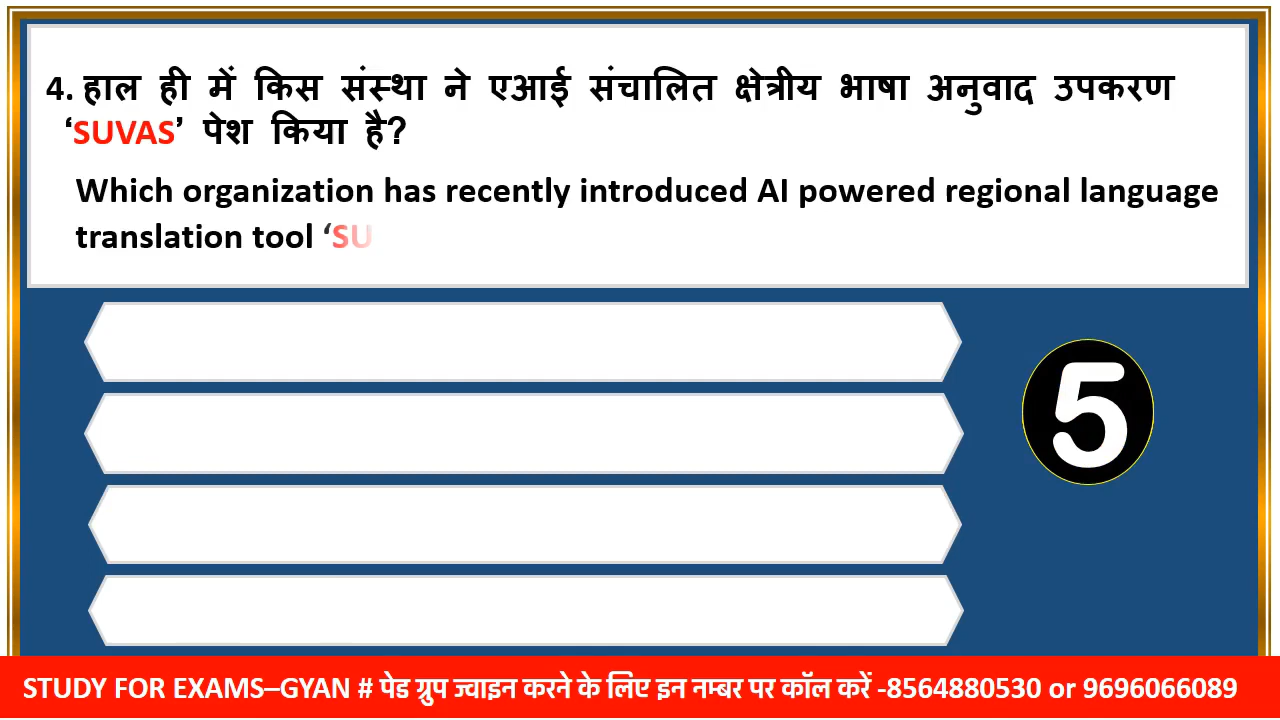 4. हाल ही में किस संस्था ने एआई संचालित क्षेत्रीय भाषा अनुवाद उपकरण
‘SUVAS’ पेश किया है?
Which organization has recently introduced AI powered regional language
translation tool ‘SU
5
STUDY FOR EXAMS–GYAN # पेड ग्रुप ज्वाइन करने के लिए इन नम्बर पर कॉल करें -8564880530 or 9696066089